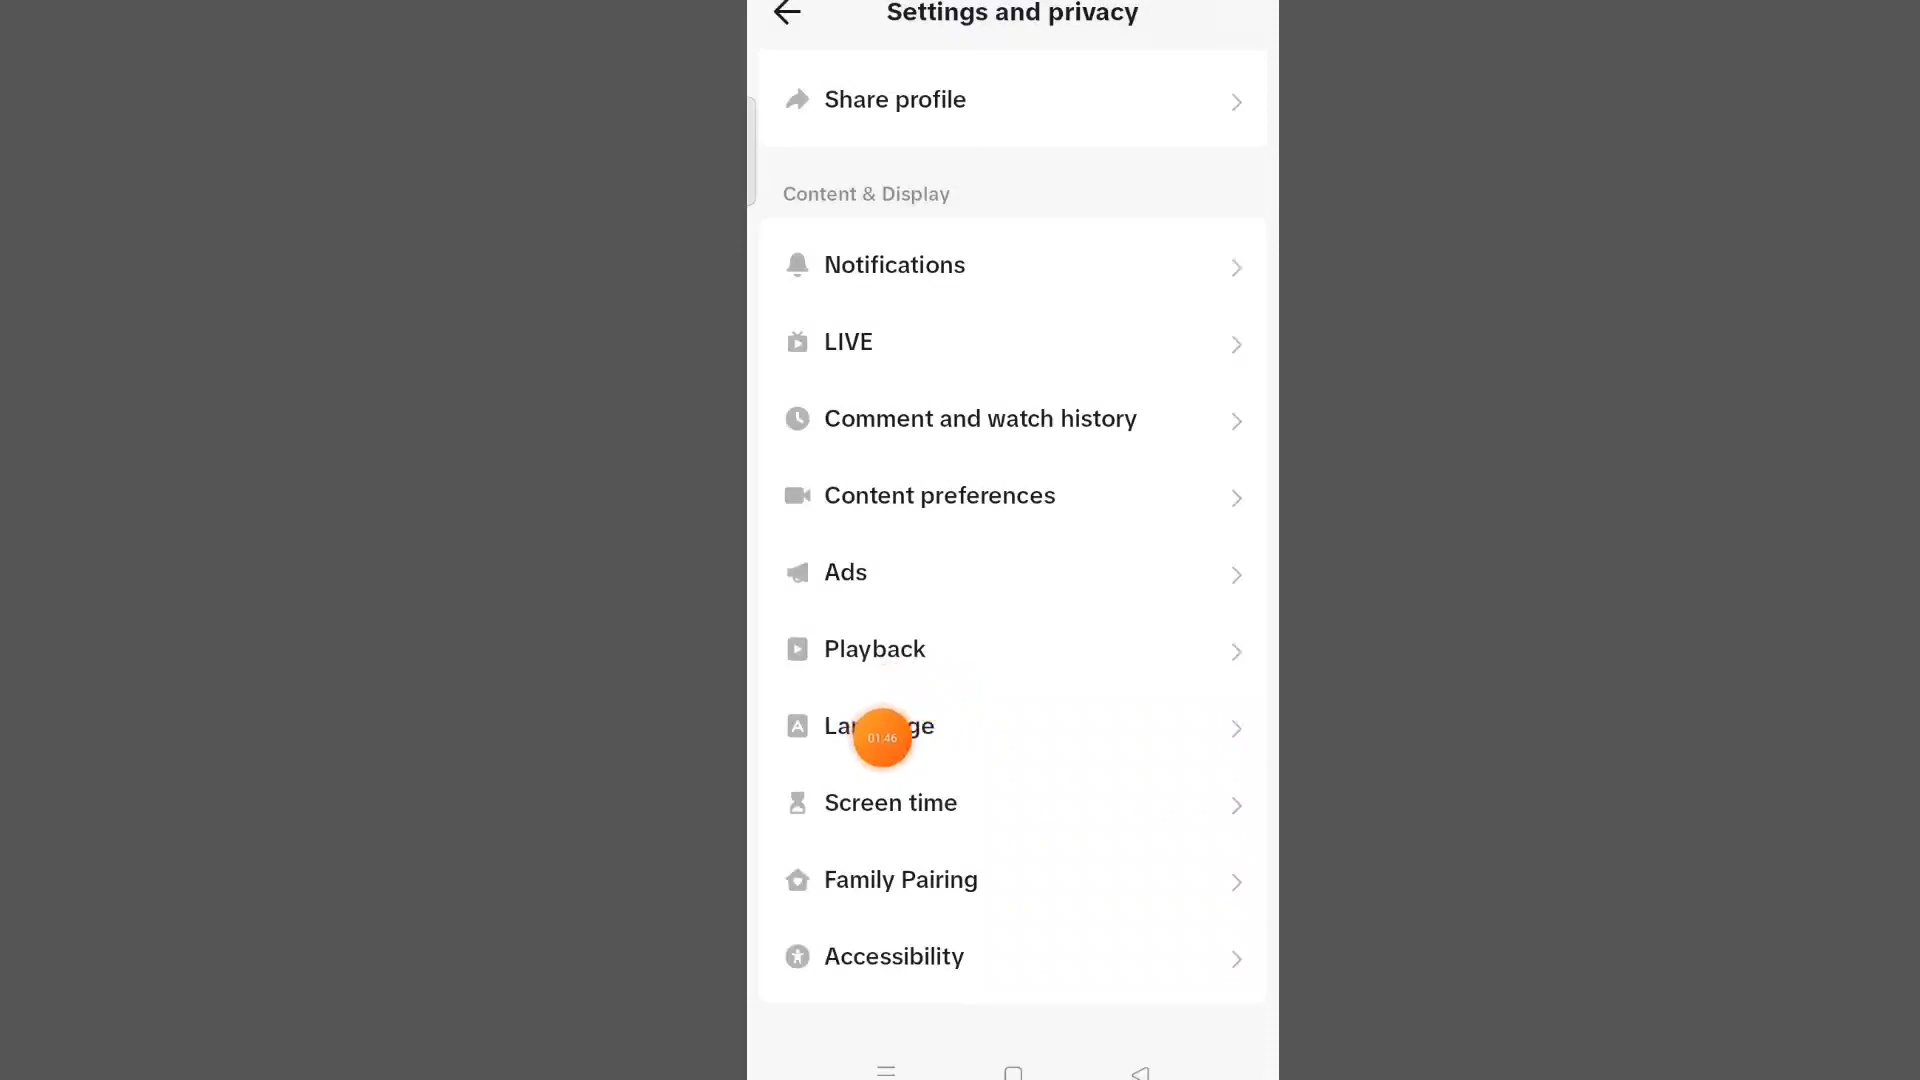 Settings and privacy
Share profile
Content & Display
Notifications
LIVE
Comment and watch history
Content preferences
Ads
Playback
01:46
Screen time
Family Pairing
Accessibility